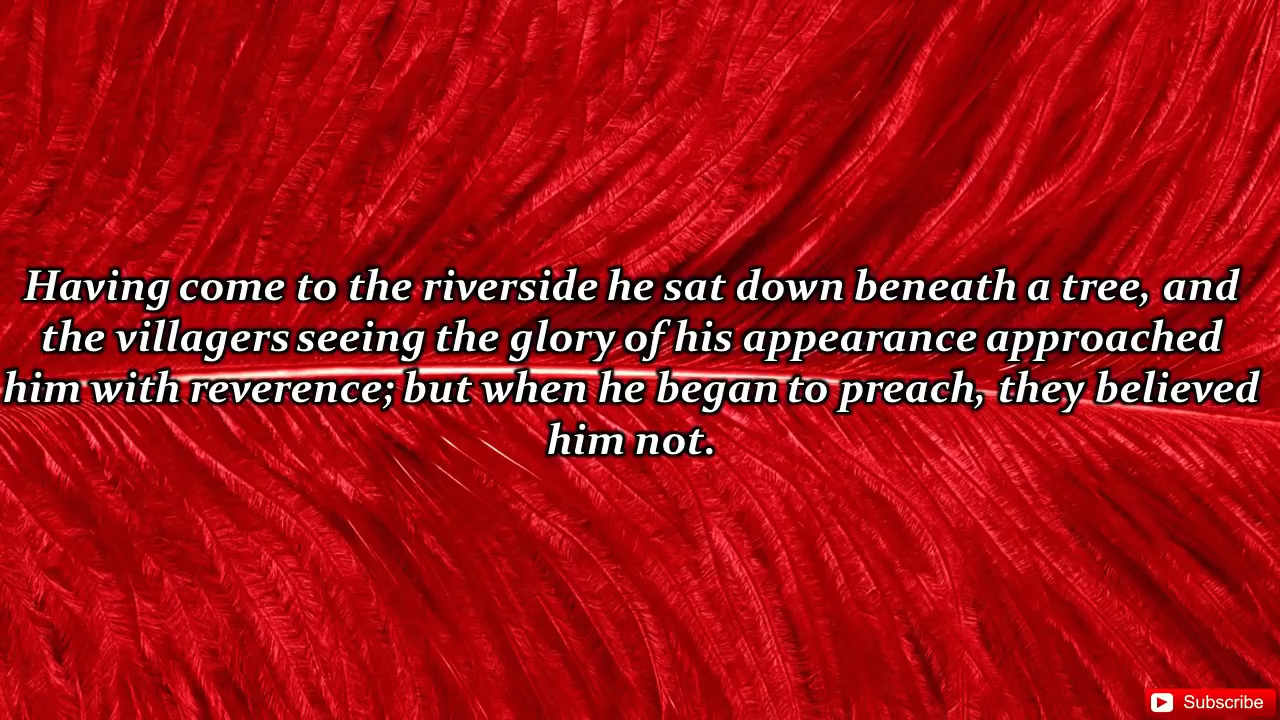 Having come to the riverside he sat down beneath a tree, and
the villagers seeing the glory of his appearance approached
him with reverence; but when he began to preach, they believed
him not.
Subscribe